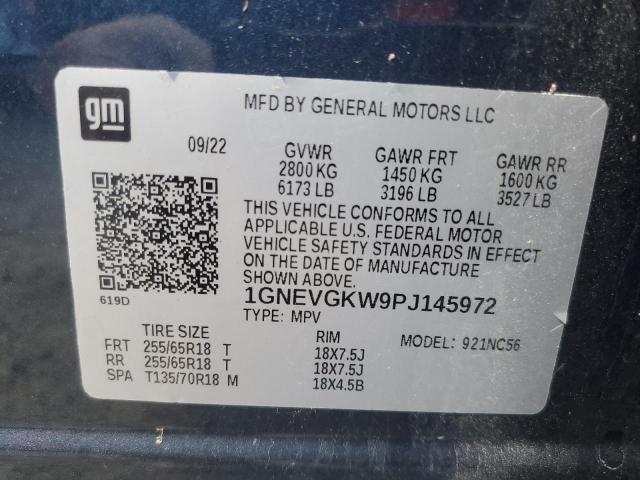 gm
MFD BY GENERAL MOTORS LLC
09/22
GVWR GAWR FRT GAWR RR
2800 KG 1450 KG 1600 KG
6173 LB 3196 LB 3527 LB
THIS VEHICLE CONFORMS TO ALL
APPLICABLE U.S. FEDERAL MOTOR
VEHICLE SAFETY STANDARDS IN EFFECT
ON THE DATE OF MANUFACTURE
SHOWN ABOVE.
619D
1GNEVGKW9PJ145972
TYPE: MPV
MODEL: 921NC56
TIRE SIZE RIM
FRT 255/65R18 T 18X7.5J
RR 255/65R18 T 18X7.5J
SPA T135/70R18 M 18X4.5B